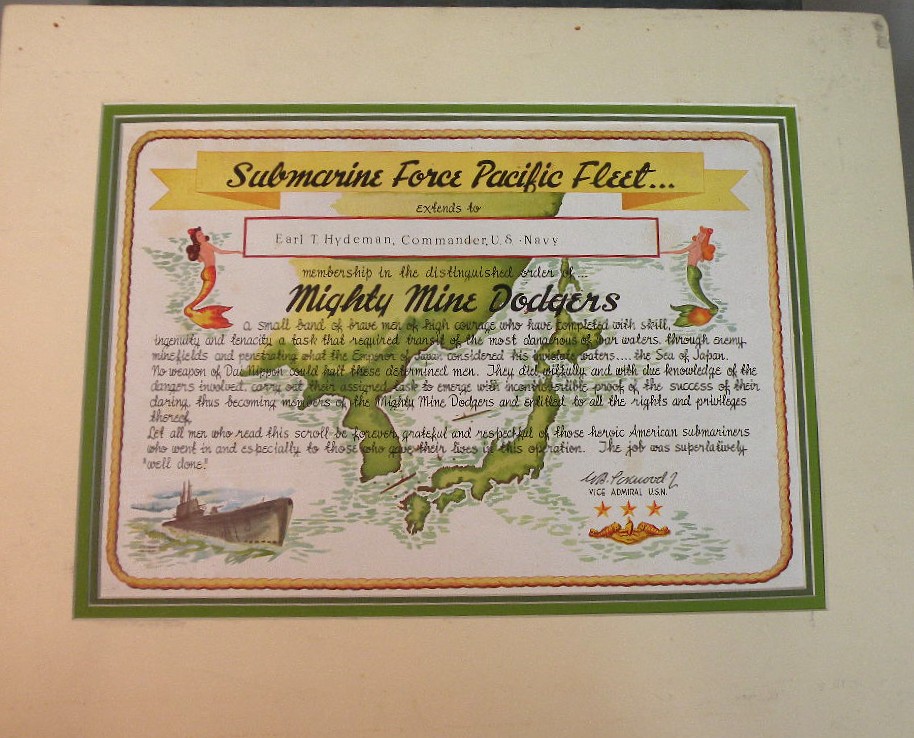 Submarine Force Pacific Fleet...
extends to
Earl T. Hydeman, Commander, U.S. Navy
membership in the distinguished order of...
Mighty Mine Dodgers
a small band of brave men of high courage who have completed with skill,
ingenuity and tenacity a task that required transit of the most dangerous of war waters, through enemy
minefields and penetrating what the Emperor of Japan considered his inviolate waters.... the Sea of Japan.
No weapon of Dai Nippon could halt these determined men. They did wilfully and with due knowledge of the
dangers involved, carry out their assigned task to emerge with incontrovertible proof of the success of their
daring, thus becoming members of the Mighty Mine Dodgers and entitled to all the rights and privileges
thereof.
Let all men who read this scroll be forever grateful and respectful of those heroic American submariners
who went in and especially to those who gave their lives in this operation. The job was superlatively
"well done."
VICE ADMIRAL U.S.N.